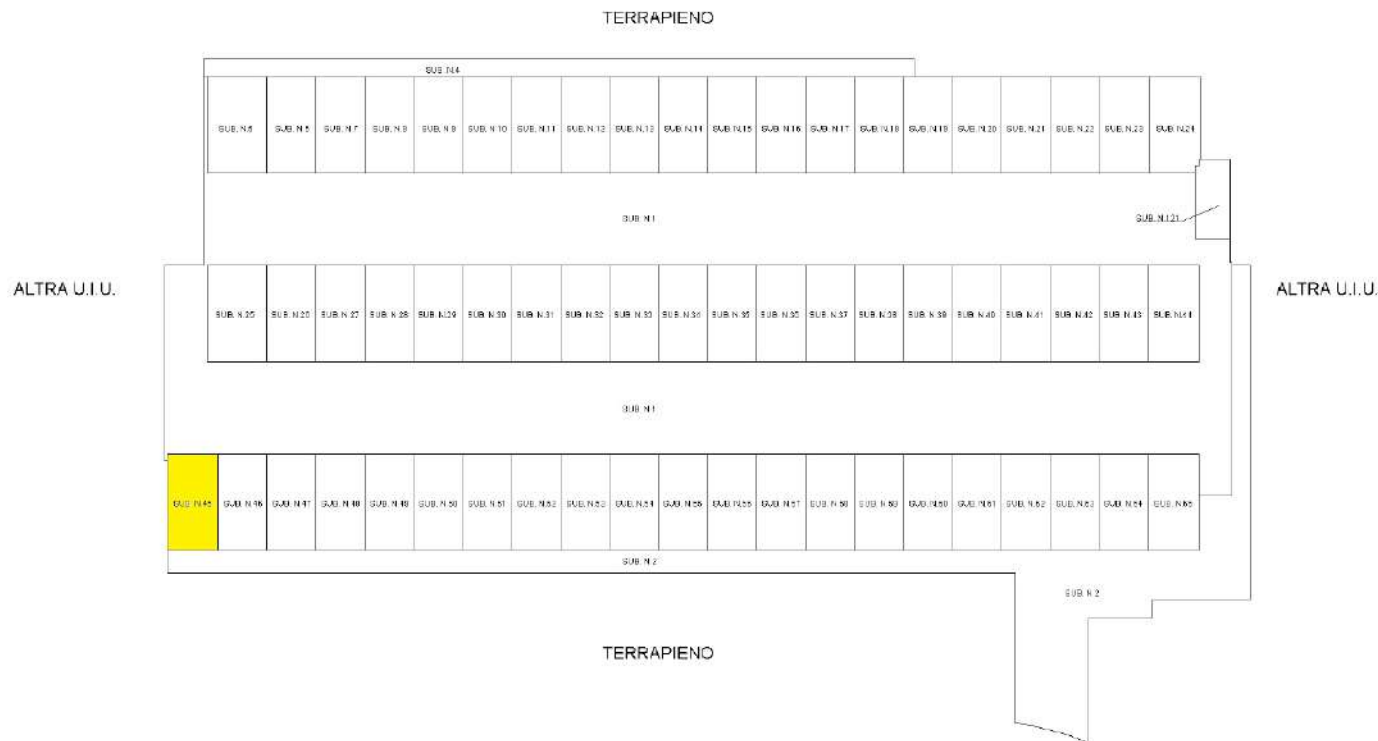 TERRAPIENO
SUB. N.4
SUB. N.5 SUB. N.6 SUB. N.7 SUB. N.8 SUB. N.9 SUB. N.10 SUB. N.11 SUB. N.12 SUB. N.13 SUB. N.14 SUB. N.15 SUB. N.16 SUB. N.17 SUB. N.18 SUB. N.19 SUB. N.20 SUB. N.21 SUB. N.22 SUB. N.23 SUB. N.24
SUB. N.1
SUB. N.121
ALTRA U.I.U.
ALTRA U.I.U.
SUB. N.25 SUB. N.26 SUB. N.27 SUB. N.28 SUB. N.29 SUB. N.30 SUB. N.31 SUB. N.32 SUB. N.33 SUB. N.34 SUB. N.35 SUB. N.36 SUB. N.37 SUB. N.38 SUB. N.39 SUB. N.40 SUB. N.41 SUB. N.42 SUB. N.43 SUB. N.44
SUB. N.1
SUB. N.45 SUB. N.46 SUB. N.47 SUB. N.48 SUB. N.49 SUB. N.50 SUB. N.51 SUB. N.52 SUB. N.53 SUB. N.54 SUB. N.55 SUB. N.56 SUB. N.57 SUB. N.58 SUB. N.59 SUB. N.60 SUB. N.61 SUB. N.62 SUB. N.63 SUB. N.64 SUB. N.65
SUB. N.2
SUB. N.2
TERRAPIENO